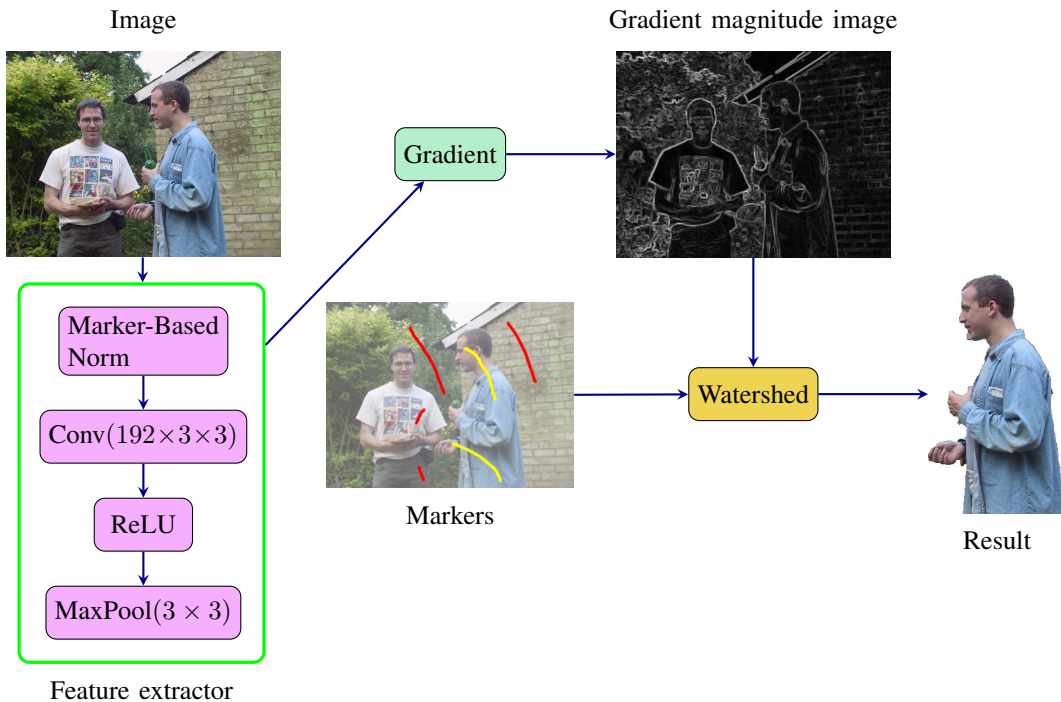 Image
Gradient magnitude image
Gradient
Marker-Based
Norm
Conv(192×3×3)
ReLU
MaxPool(3 × 3)
Feature extractor
Markers
Watershed
Result